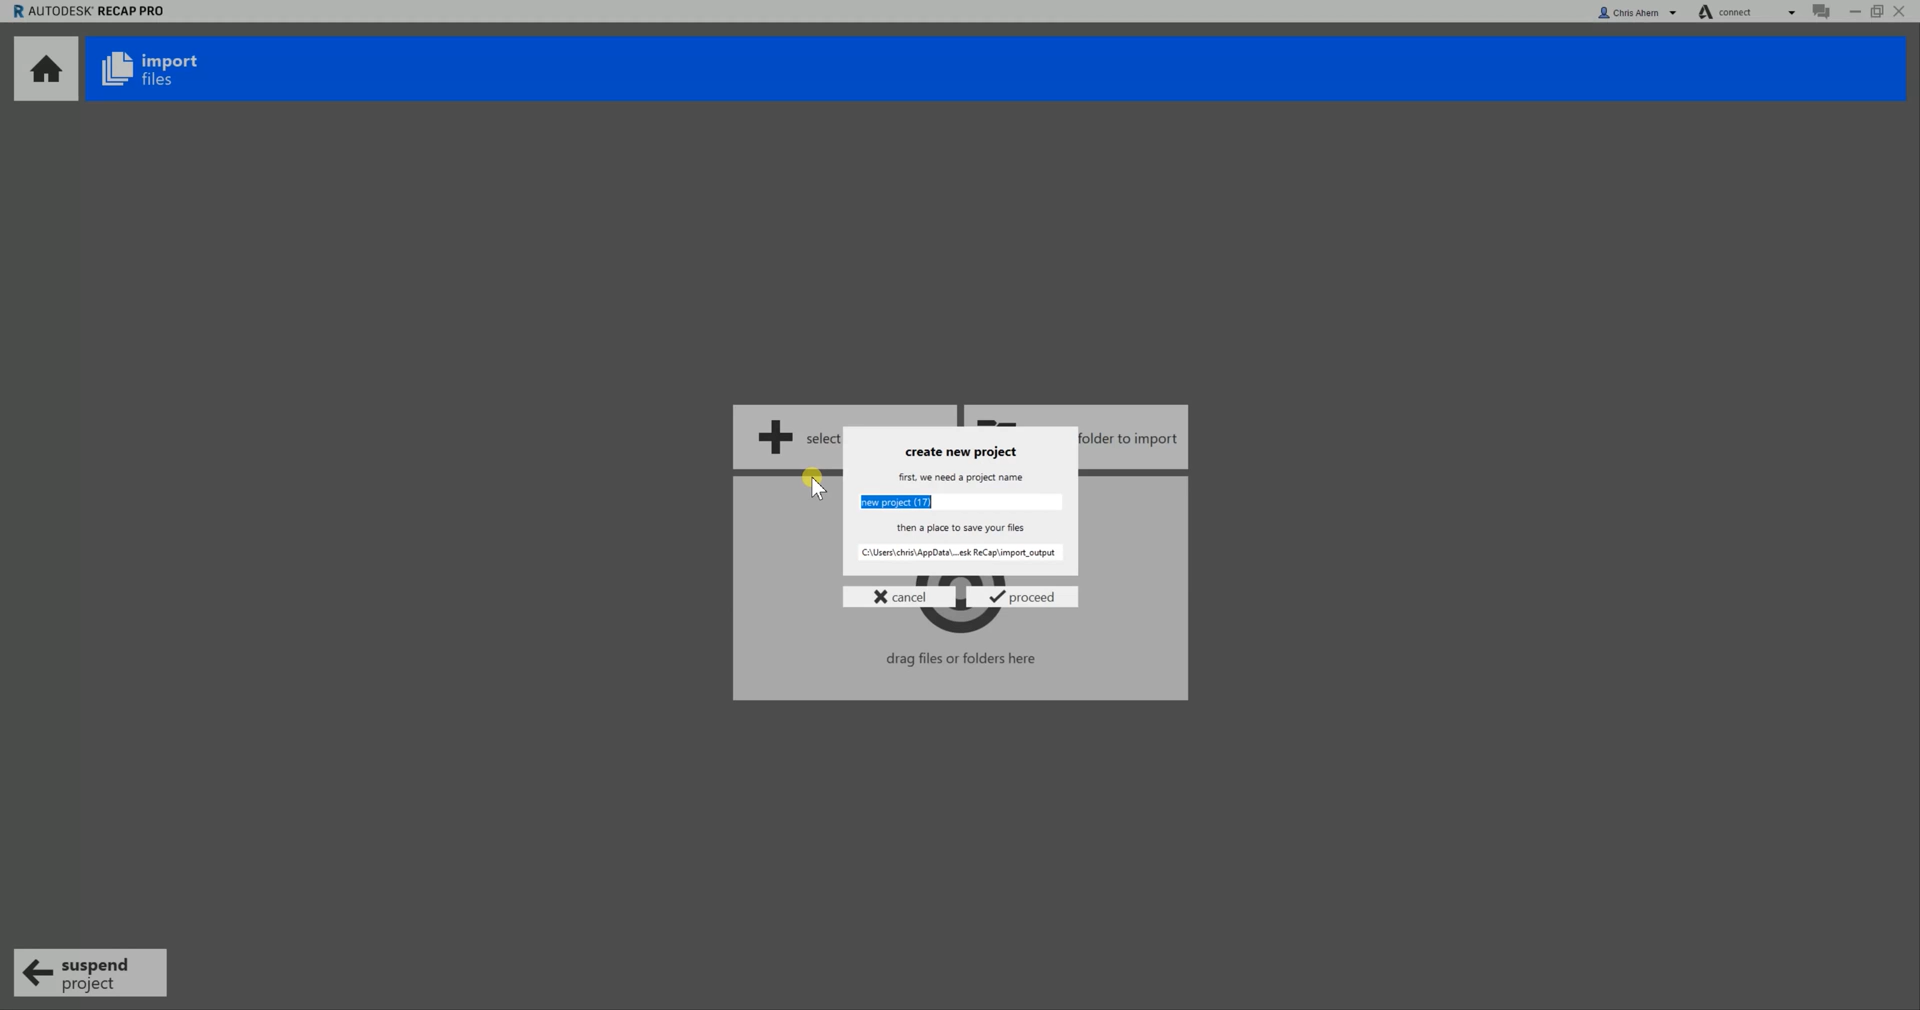 AUTODESK' RECAP PRO
Chris Ahern
connect
import
files
select
folder to import
create new project
first, we need a project name
new project (17)
then a place to save your files
C:\Users\chris\AppData\...esk ReCap\import_output
cancel
proceed
drag files or folders here
suspend
project